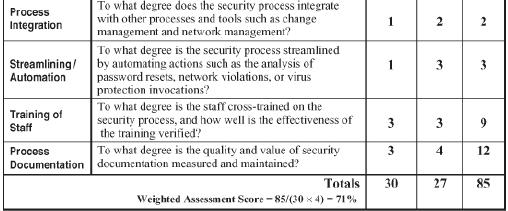 Process Integration
To what degree does the security process integrate
with other processes and tools such as change
management and network management?
1 2 2
Streamlining/ Automation
To what degree is the security process streamlined
by automating actions such as the analysis of
password resets, network violations, or virus
protection invocations?
1 3 3
Training of Staff
To what degree is the staff cross-trained on the
security process, and how well is the effectiveness of
the training verified?
3 3 9
Process Documentation
To what degree is the quality and value of security
documentation measured and maintained?
3 4 12
Totals 30 27 85
Weighted Assessment Score = 85/(30 × 4) = 71%